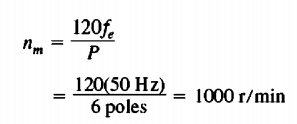 n_m = 120f_e / P
= 120(50 Hz) / 6 poles = 1000 r/min